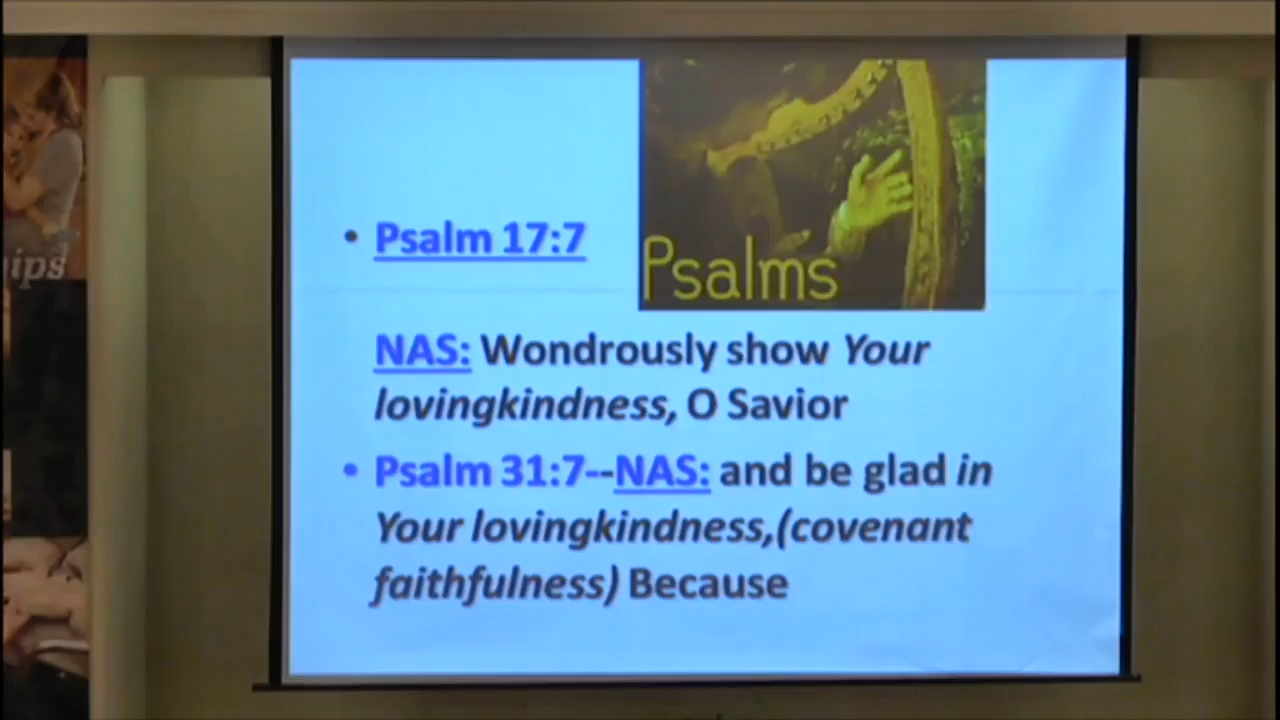 Psalms
• Psalm 17:7
NAS: Wondrously show Your
lovingkindness, O Savior
• Psalm 31:7--NAS: and be glad in
Your lovingkindness,(covenant
faithfulness) Because
ips